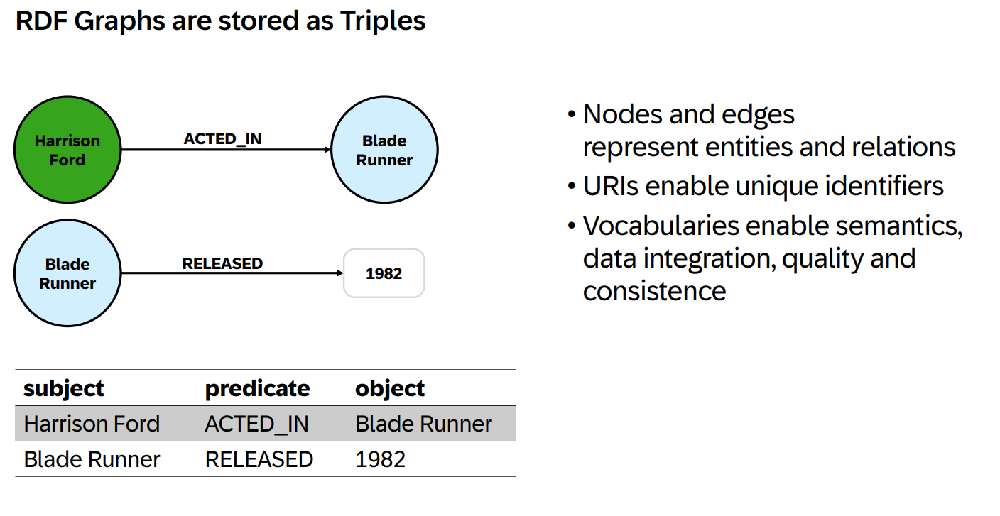 RDF Graphs are stored as Triples
Harrison
Ford
ACTED_IN
Blade
Runner
Blade
Runner
RELEASED
1982
• Nodes and edges
represent entities and relations
• URIs enable unique identifiers
• Vocabularies enable semantics,
data integration, quality and
consistence
subject predicate object
Harrison Ford ACTED_IN Blade Runner
Blade Runner RELEASED 1982